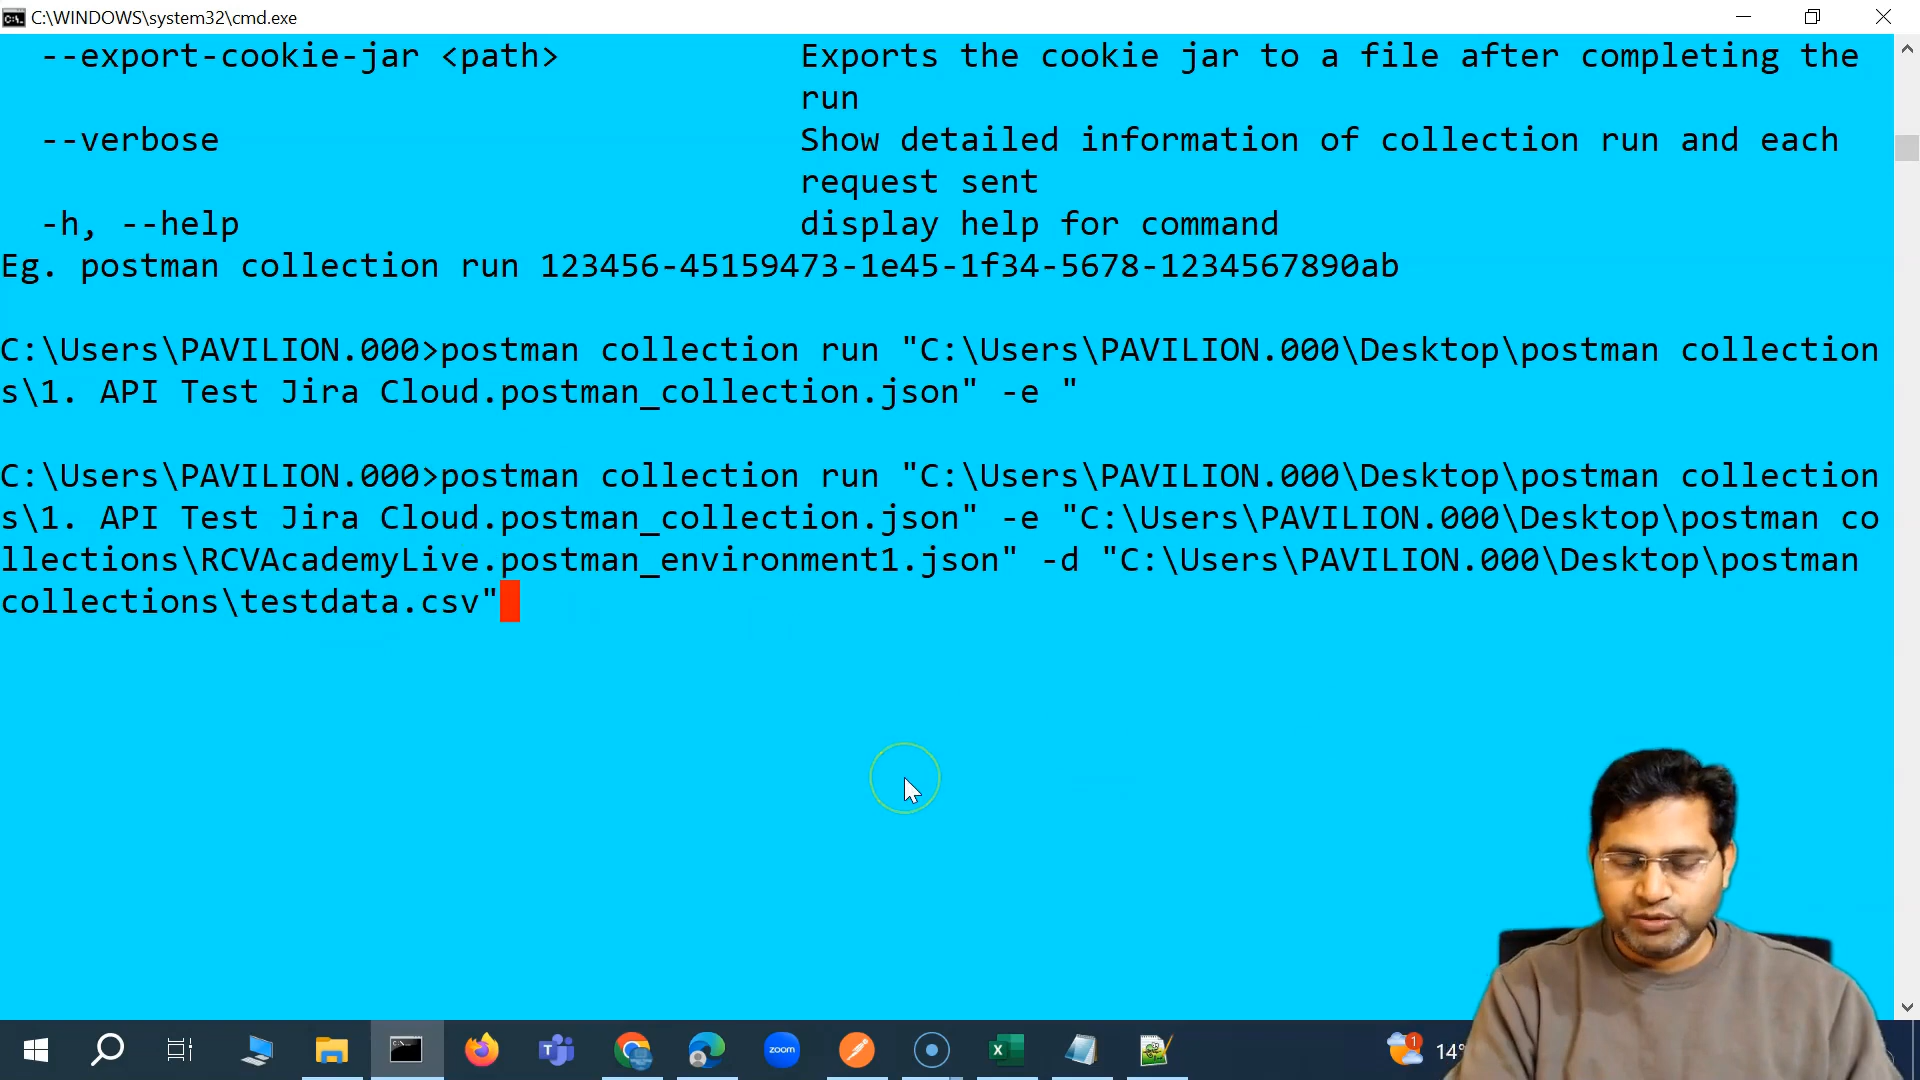 C:\WINDOWS\system32\cmd.exe
--export-cookie-jar <path> Exports the cookie jar to a file after completing the
run
--verbose Show detailed information of collection run and each
request sent
-h, --help display help for command
Eg. postman collection run 123456-45159473-1e45-1f34-5678-1234567890ab
C:\Users\PAVILION.000>postman collection run "C:\Users\PAVILION.000\Desktop\postman collection
s\1. API Test Jira Cloud.postman_collection.json" -e "
C:\Users\PAVILION.000>postman collection run "C:\Users\PAVILION.000\Desktop\postman collection
s\1. API Test Jira Cloud.postman_collection.json" -e "C:\Users\PAVILION.000\Desktop\postman co
llections\RCVAcademyLive.postman_environment1.json" -d "C:\Users\PAVILION.000\Desktop\postman
collections\testdata.csv"
zoom
1
14°